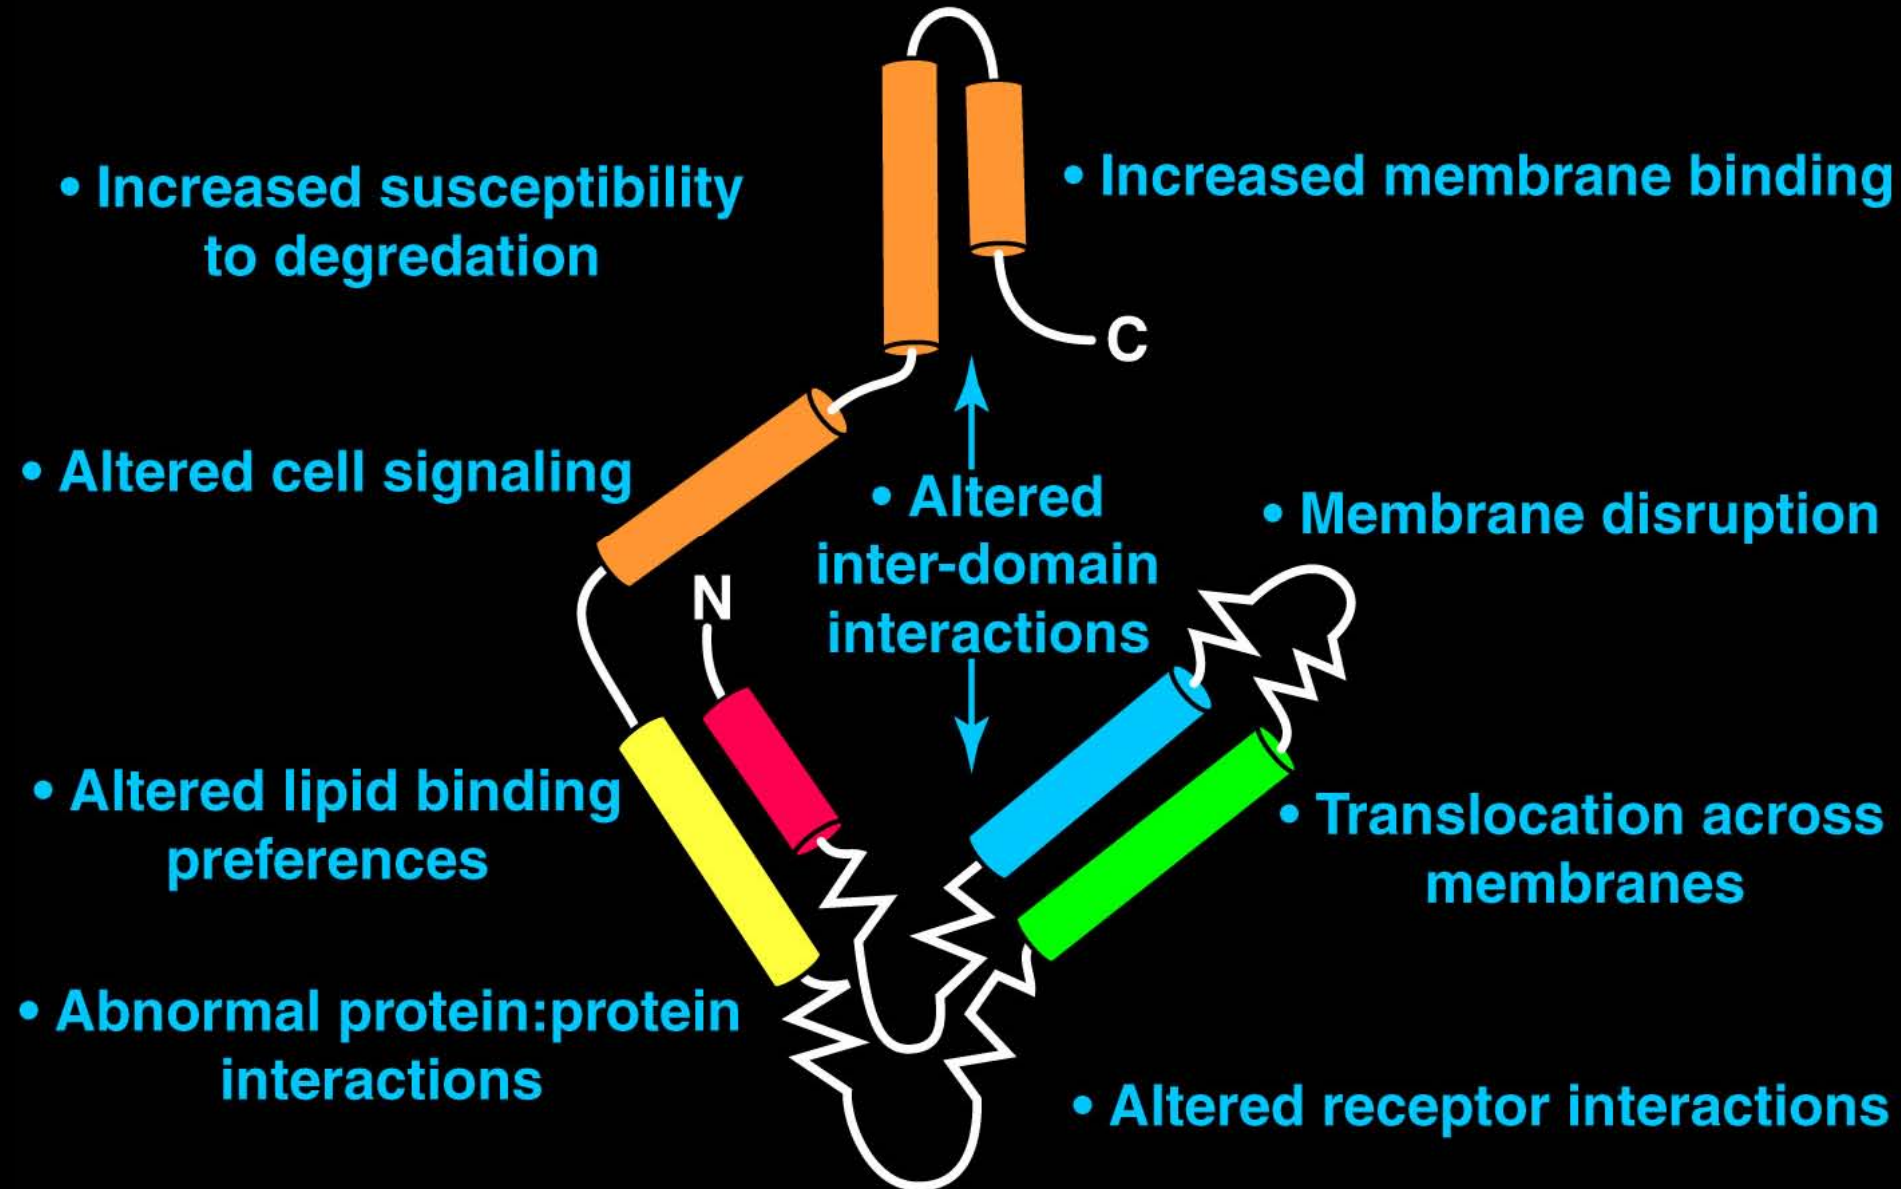 • Increased susceptibility
to degredation
• Increased membrane binding
C
• Altered cell signaling
• Altered
inter-domain
interactions
• Membrane disruption
N
• Altered lipid binding
preferences
• Translocation across
membranes
• Abnormal protein:protein
interactions
• Altered receptor interactions